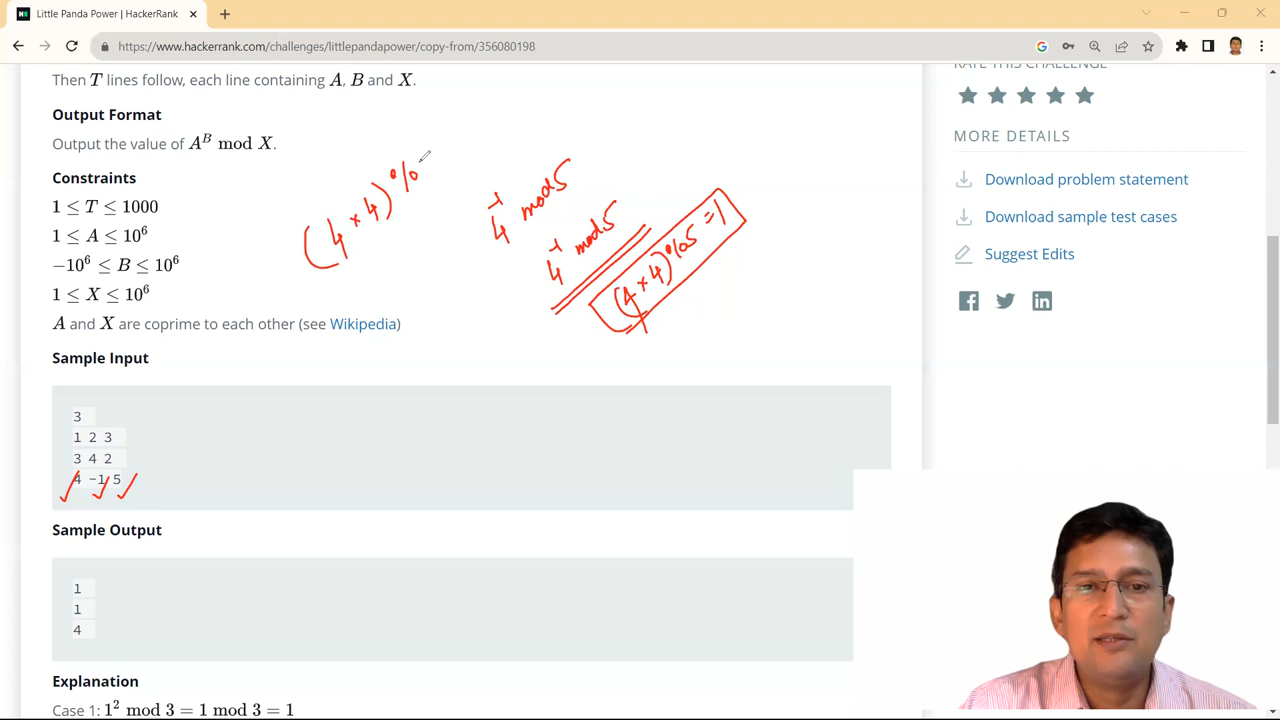 Little Panda Power | HackerRank
https://www.hackerrank.com/challenges/littlepandapower/copy-from/356080198
Then T lines follow, each line containing A, B and X.
Output Format
Output the value of A^B mod X.
Constraints
1 ≤ T ≤ 1000
1 ≤ A ≤ 10^6
−10^6 ≤ B ≤ 10^6
1 ≤ X ≤ 10^6
A and X are coprime to each other (see Wikipedia)
(4×4)%
4^-1 mod5
4^-1 mod5
(4×4)%5=1
Sample Input
3
1 2 3
3 4 2
4 -1 5
Sample Output
1
1
4
Explanation
Case 1: 1^2 mod 3 = 1 mod 3 = 1
RATE THIS CHALLENGE
MORE DETAILS
Download problem statement
Download sample test cases
Suggest Edits